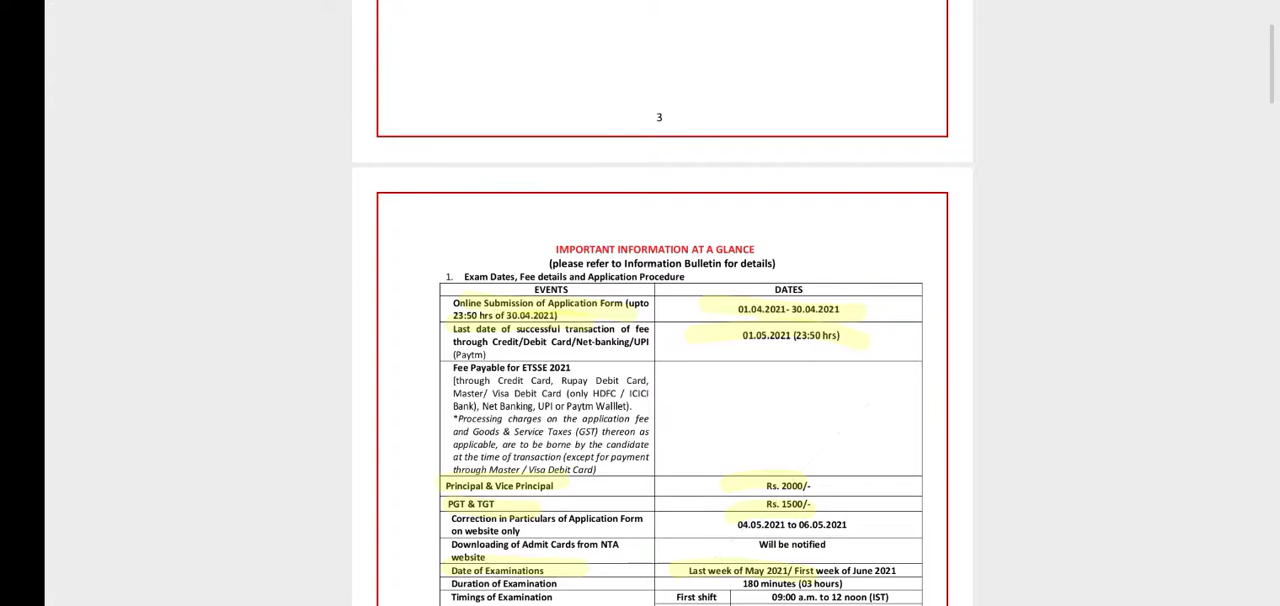 3
IMPORTANT INFORMATION AT A GLANCE
(please refer to Information Bulletin for details)
1. Exam Dates, Fee details and Application Procedure
EVENTS DATES
Online Submission of Application Form (upto
23:50 hrs of 30.04.2021)
01.04.2021- 30.04.2021
Last date of successful transaction of fee
through Credit/Debit Card/Net-banking/UPI
(Paytm)
01.05.2021 (23:50 hrs)
Fee Payable for ETSSE 2021
[through Credit Card, Rupay Debit Card,
Master/ Visa Debit Card (only HDFC / ICICI
Bank), Net Banking, UPI or Paytm Walllet).
*Processing charges on the application fee
and Goods & Service Taxes (GST) thereon as
applicable, are to be borne by the candidate
at the time of transaction (except for payment
through Master / Visa Debit Card)
Principal & Vice Principal Rs. 2000/-
PGT & TGT Rs. 1500/-
Correction in Particulars of Application Form
on website only
04.05.2021 to 06.05.2021
Downloading of Admit Cards from NTA
website
Will be notified
Date of Examinations Last week of May 2021/ First week of June 2021
Duration of Examination 180 minutes (03 hours)
Timings of Examination First shift 09:00 a.m. to 12 noon (IST)